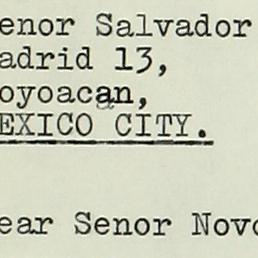 enor Salvador
adrid 13,
oyoacan,
EXICO CITY.
ear Senor Novo